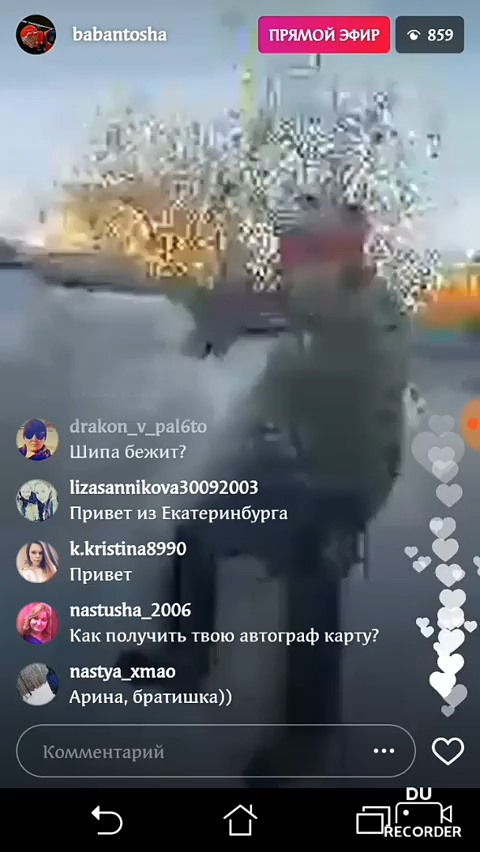 babantosha
ПРЯМОЙ ЭФИР
859
drakon_v_pal6to
Шипа бежит?
lizasannikova30092003
Привет из Екатеринбурга
k.kristina8990
Привет
nastusha_2006
Как получить твою автограф карту?
nastya_xmao
Арина, братишка))
Комментарий
DU
RECORDER